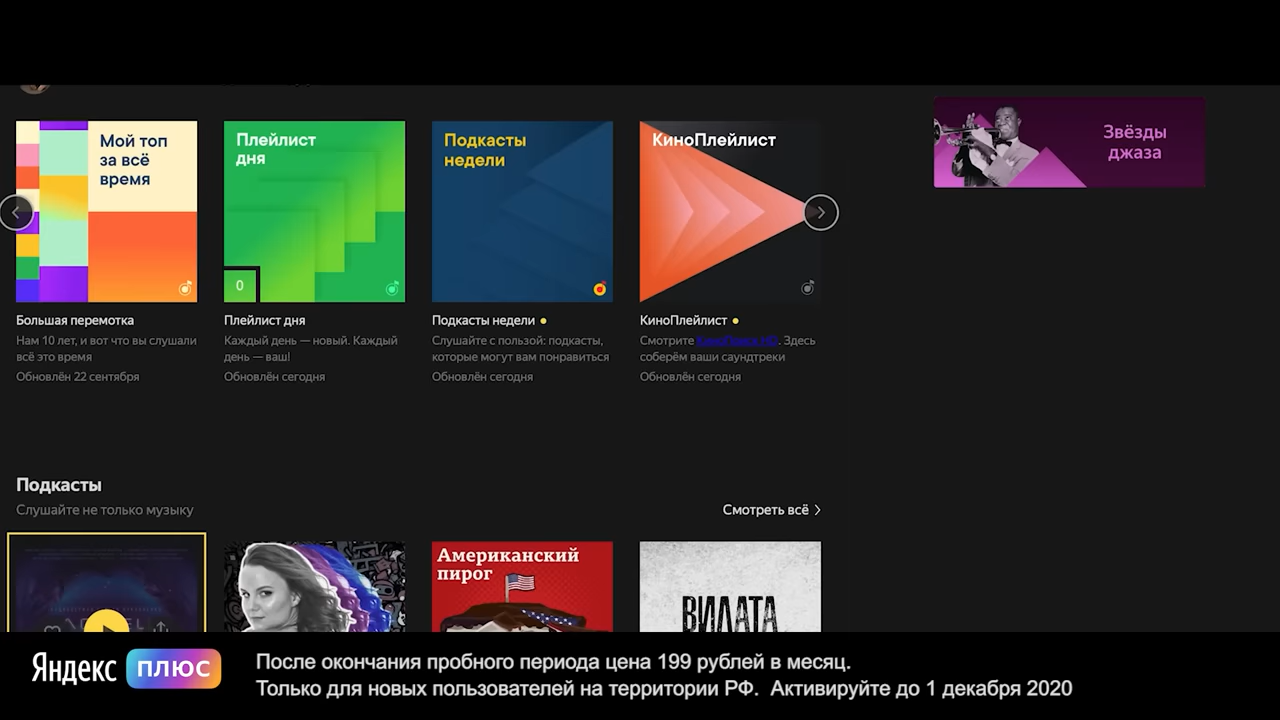 Мой топ
за всё
время
Плейлист
дня
0
Подкасты
недели
КиноПлейлист
Звёзды
джаза
Большая перемотка
Нам 10 лет, и вот что вы слушали
всё это время
Обновлён 22 сентября
Плейлист дня
Каждый день — новый. Каждый
день — ваш!
Обновлён сегодня
Подкасты недели
Слушайте с пользой: подкасты,
которые могут вам понравиться
Обновлён сегодня
КиноПлейлист
Смотрите КиноПоиск HD. Здесь
соберём ваши саундтреки
Обновлён сегодня
Подкасты
Слушайте не только музыку
Смотреть всё
Американский
пирог
ВИДАТА
Яндекс плюс
После окончания пробного периода цена 199 рублей в месяц.
Только для новых пользователей на территории РФ. Активируйте до 1 декабря 2020